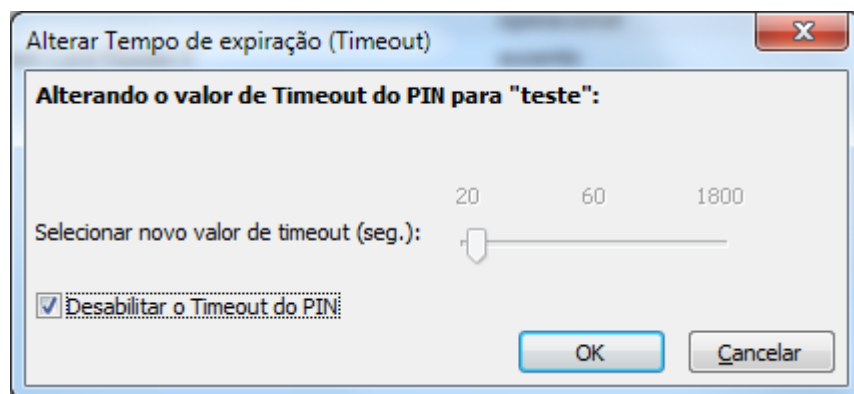 Alterar Tempo de expiração (Timeout)
Alterando o valor de Timeout do PIN para "teste":
20 60 1800
Selecionar novo valor de timeout (seg.):
Desabilitar o Timeout do PIN
OK Cancelar